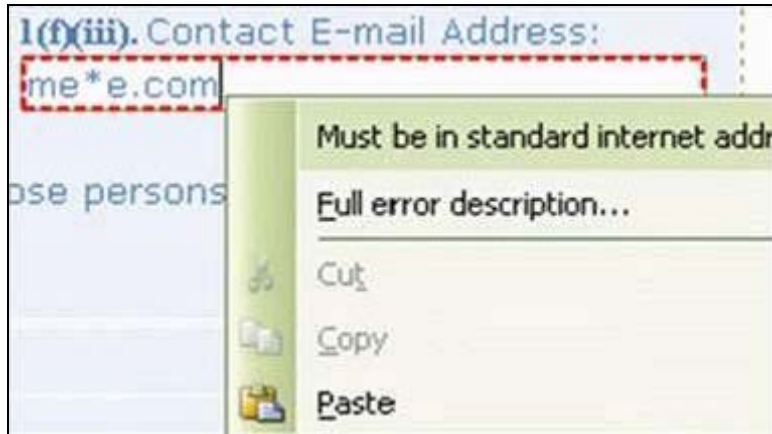 1(f)(iii). Contact E-mail Address:
me*e.com
Must be in standard internet
ose persons
Full error description...
Cut
Copy
Paste